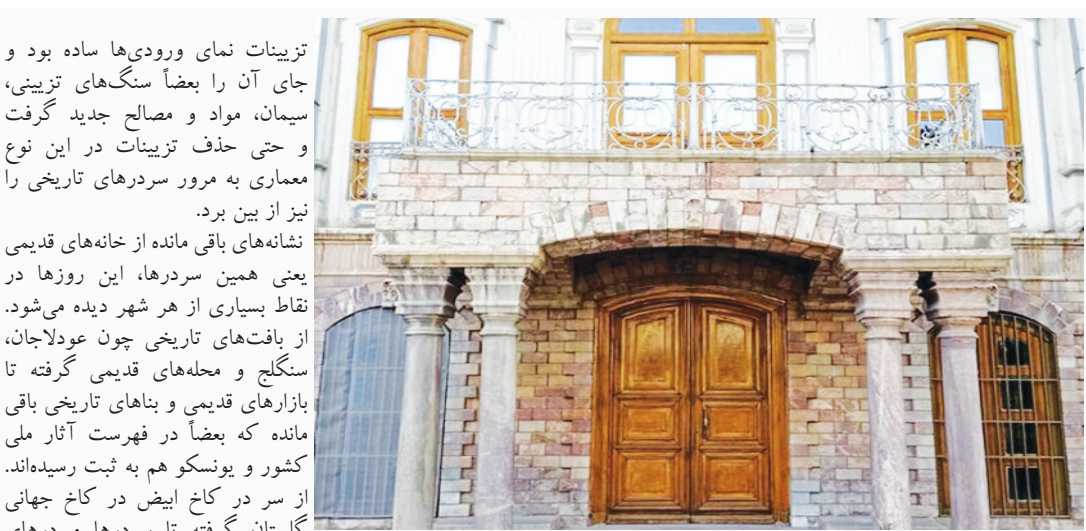 تزیینات نمای ورودی‌ها ساده بود و
جای آن را بعضاً سنگ‌های تزیینی،
سیمان، مواد و مصالح جدید گرفت
و حتی حذف تزیینات در این نوع
معماری به مرور سردرهای تاریخی را
نیز از بین برد.
نشانه‌های باقی مانده از خانه‌های قدیمی
یعنی همین سردرها، این روزها در
نقاط بسیاری از هر شهر دیده می‌شود.
از بافت‌های تاریخی چون عودلاجان،
سنگلج و محله‌های قدیمی گرفته تا
بازارهای قدیمی و بناهای تاریخی باقی
مانده که بعضاً در فهرست آثار ملی
کشور و یونسکو هم به ثبت رسیده‌اند.
از سر در کاخ ابیض در کاخ جهانی